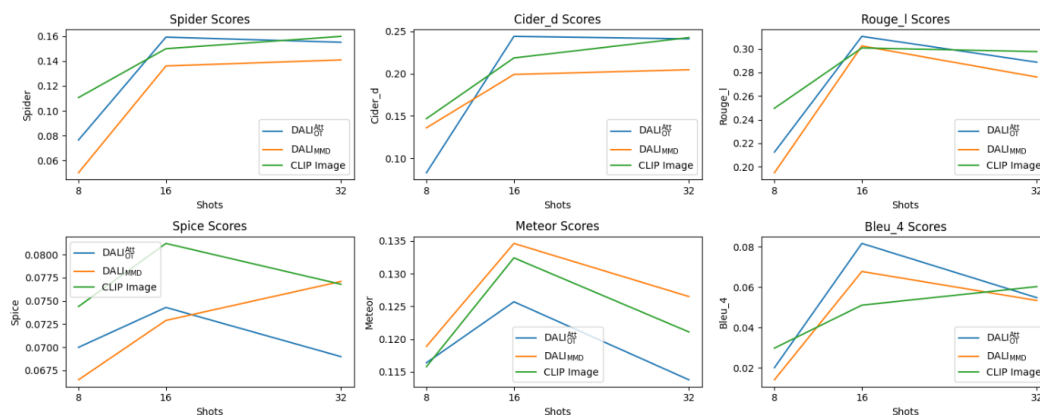 Spider Scores
0.16
0.14
0.12
0.10
0.08
0.06
Spider
8
16
32
Shots
DALI_OT^Att
DALI_MMD
CLIP Image
Cider_d Scores
0.25
0.20
0.15
0.10
Cider_d
8
16
32
Shots
DALI_OT^Att
DALI_MMD
CLIP Image
Rouge_l Scores
0.30
0.28
0.26
0.24
0.22
0.20
Rouge_l
8
16
32
Shots
DALI_OT^Att
DALI_MMD
CLIP Image
Spice Scores
0.0800
0.0775
0.0750
0.0725
0.0700
0.0675
Spice
8
16
32
Shots
DALI_OT^Att
DALI_MMD
CLIP Image
Meteor Scores
0.135
0.130
0.125
0.120
0.115
Meteor
8
16
32
Shots
DALI_OT^Att
DALI_MMD
CLIP Image
Bleu_4 Scores
0.08
0.06
0.04
0.02
Bleu_4
8
16
32
Shots
DALI_OT^Att
DALI_MMD
CLIP Image